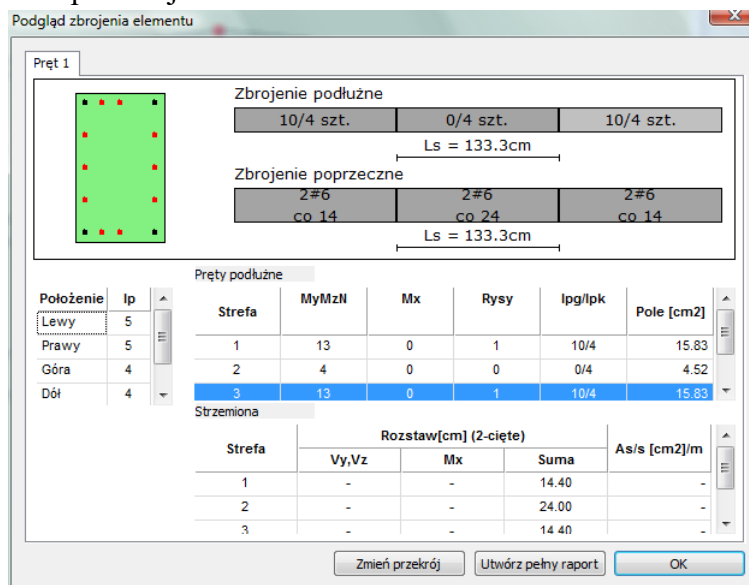 Podgląd zbrojenia elementu
Pręt 1
Zbrojenie podłużne
10/4 szt. 0/4 szt. 10/4 szt.
Ls = 133.3cm
Zbrojenie poprzeczne
2#6 2#6 2#6
co 14 co 24 co 14
Ls = 133.3cm
Pręty podłużne
Położenie lp
Lewy 5
Prawy 5
Góra 4
Dół 4
Strefa MyMzN Mx Rysy lpg/lpk Pole [cm2]
1 13 0 1 10/4 15.83
2 4 0 0 0/4 4.52
3 13 0 1 10/4 15.83
Strzemiona
Strefa Rozstaw[cm] (2-cięte) As/s [cm2]/m
Vy,Vz Mx Suma
1 - - 14.40 -
2 - - 24.00 -
3 - - 14.40 -
Zmień przekrój Utwórz pełny raport OK